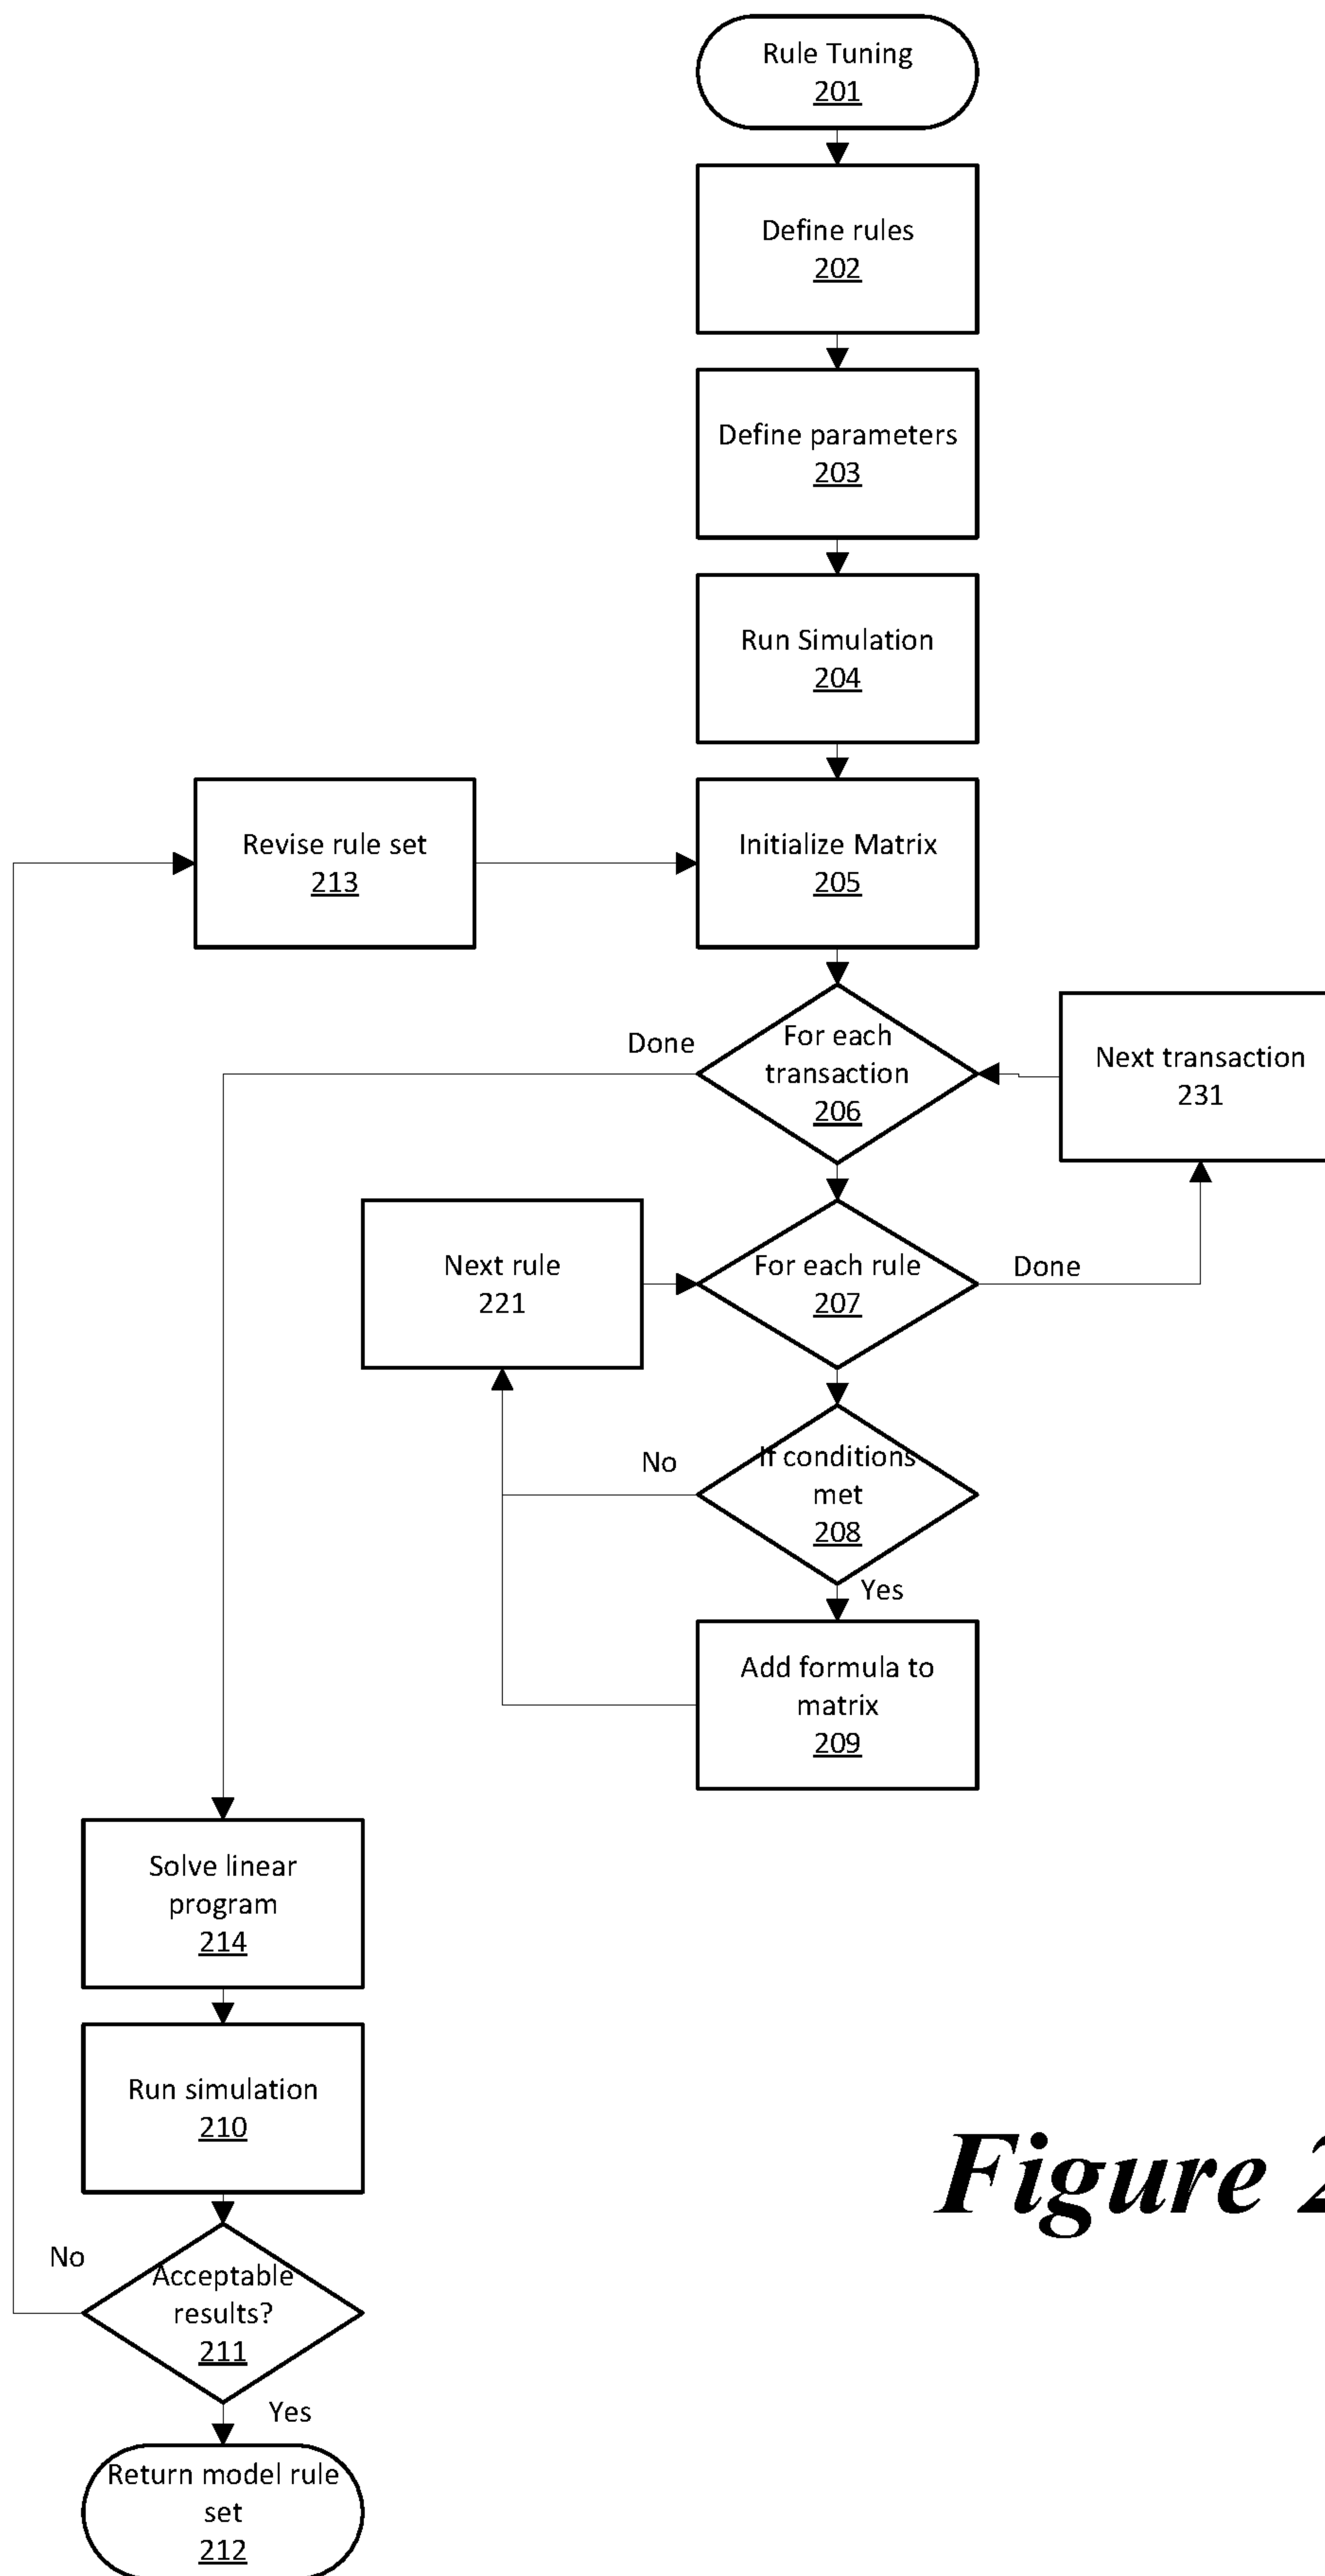 Rule Tuning
201
Define rules
202
Define parameters
203
Run Simulation
204
Revise rule set
213
Initialize Matrix
205
Done
For each
transaction
206
Next transaction
231
Next rule
221
For each rule
207
Done
No
If conditions
met
208
Yes
Add formula to
matrix
209
Solve linear
program
214
Run simulation
210
Figure 2
No
Acceptable
results?
211
Yes
Return model rule
set
212